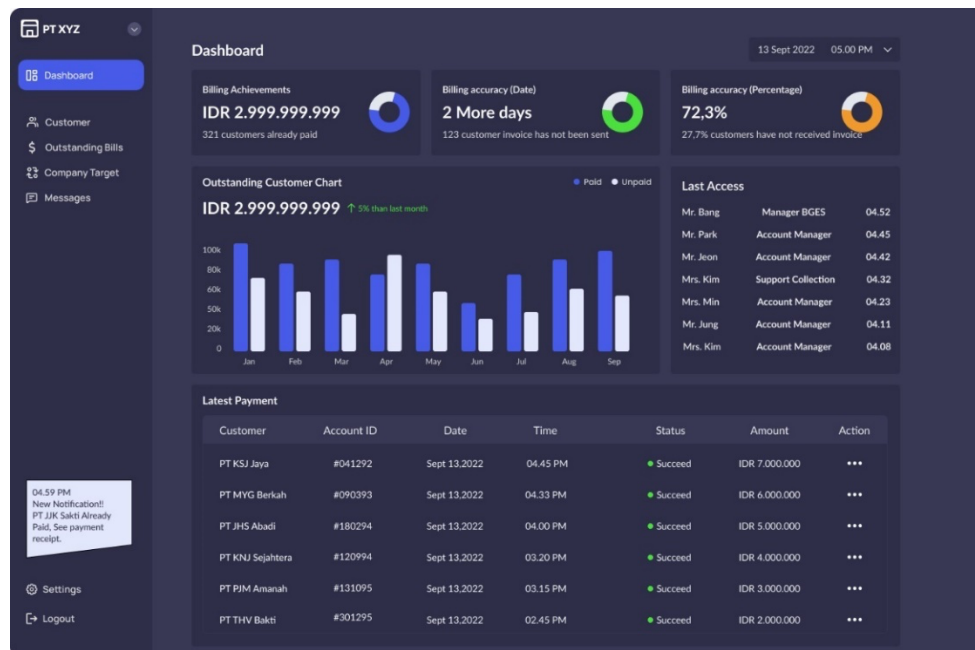 PT XYZ
Dashboard
Customer
Outstanding Bills
Company Target
Messages
04.59 PM
New Notification!!
PT JJK Sakti Already
Paid, See payment
receipt.
Settings
Logout
Dashboard
13 Sept 2022 05.00 PM
Billing Achievements
IDR 2.999.999.999
321 customers already paid
Billing accuracy (Date)
2 More days
123 customer invoice has not been sent
Billing accuracy (Percentage)
72,3%
27,7% customers have not received invoice
Outstanding Customer Chart
Paid Unpaid
IDR 2.999.999.999 ↑ 5% than last month
100k
80k
60k
50k
20k
0
Jan Feb Mar Apr May Jun Jul Aug Sep
Last Access
Mr. Bang Manager BGES 04.52
Mr. Park Account Manager 04.45
Mr. Jeon Account Manager 04.42
Mrs. Kim Support Collection 04.32
Mrs. Min Account Manager 04.23
Mr. Jung Account Manager 04.11
Mrs. Kim Account Manager 04.08
Latest Payment
Customer Account ID Date Time Status Amount Action
PT KSJ Jaya #041292 Sept 13,2022 04.45 PM Succeed IDR 7.000.000
PT MYG Berkah #090393 Sept 13,2022 04.33 PM Succeed IDR 6.000.000
PT JHS Abadi #180294 Sept 13,2022 04.00 PM Succeed IDR 5.000.000
PT KNJ Sejahtera #120994 Sept 13,2022 03.20 PM Succeed IDR 4.000.000
PT PJM Amanah #131095 Sept 13,2022 03.15 PM Succeed IDR 3.000.000
PT THV Bakti #301295 Sept 13,2022 02.45 PM Succeed IDR 2.000.000